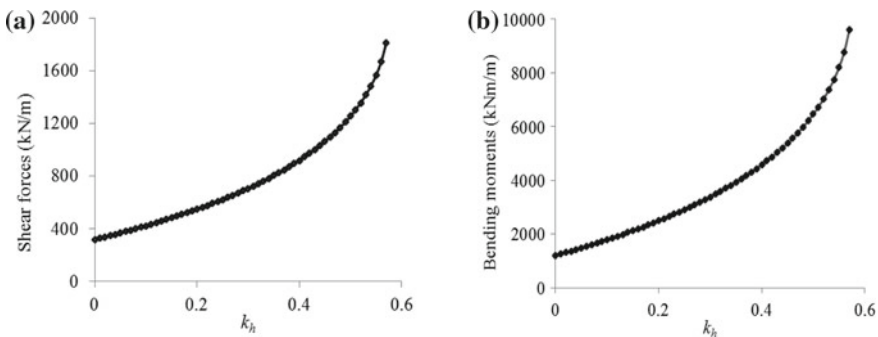 (a)
Shear forces (kN/m)
2000
1600
1200
800
400
0
0 0.2 0.4 0.6
k_h
(b)
Bending moments (kNm/m)
10000
8000
6000
4000
2000
0
0 0.2 0.4 0.6
k_h